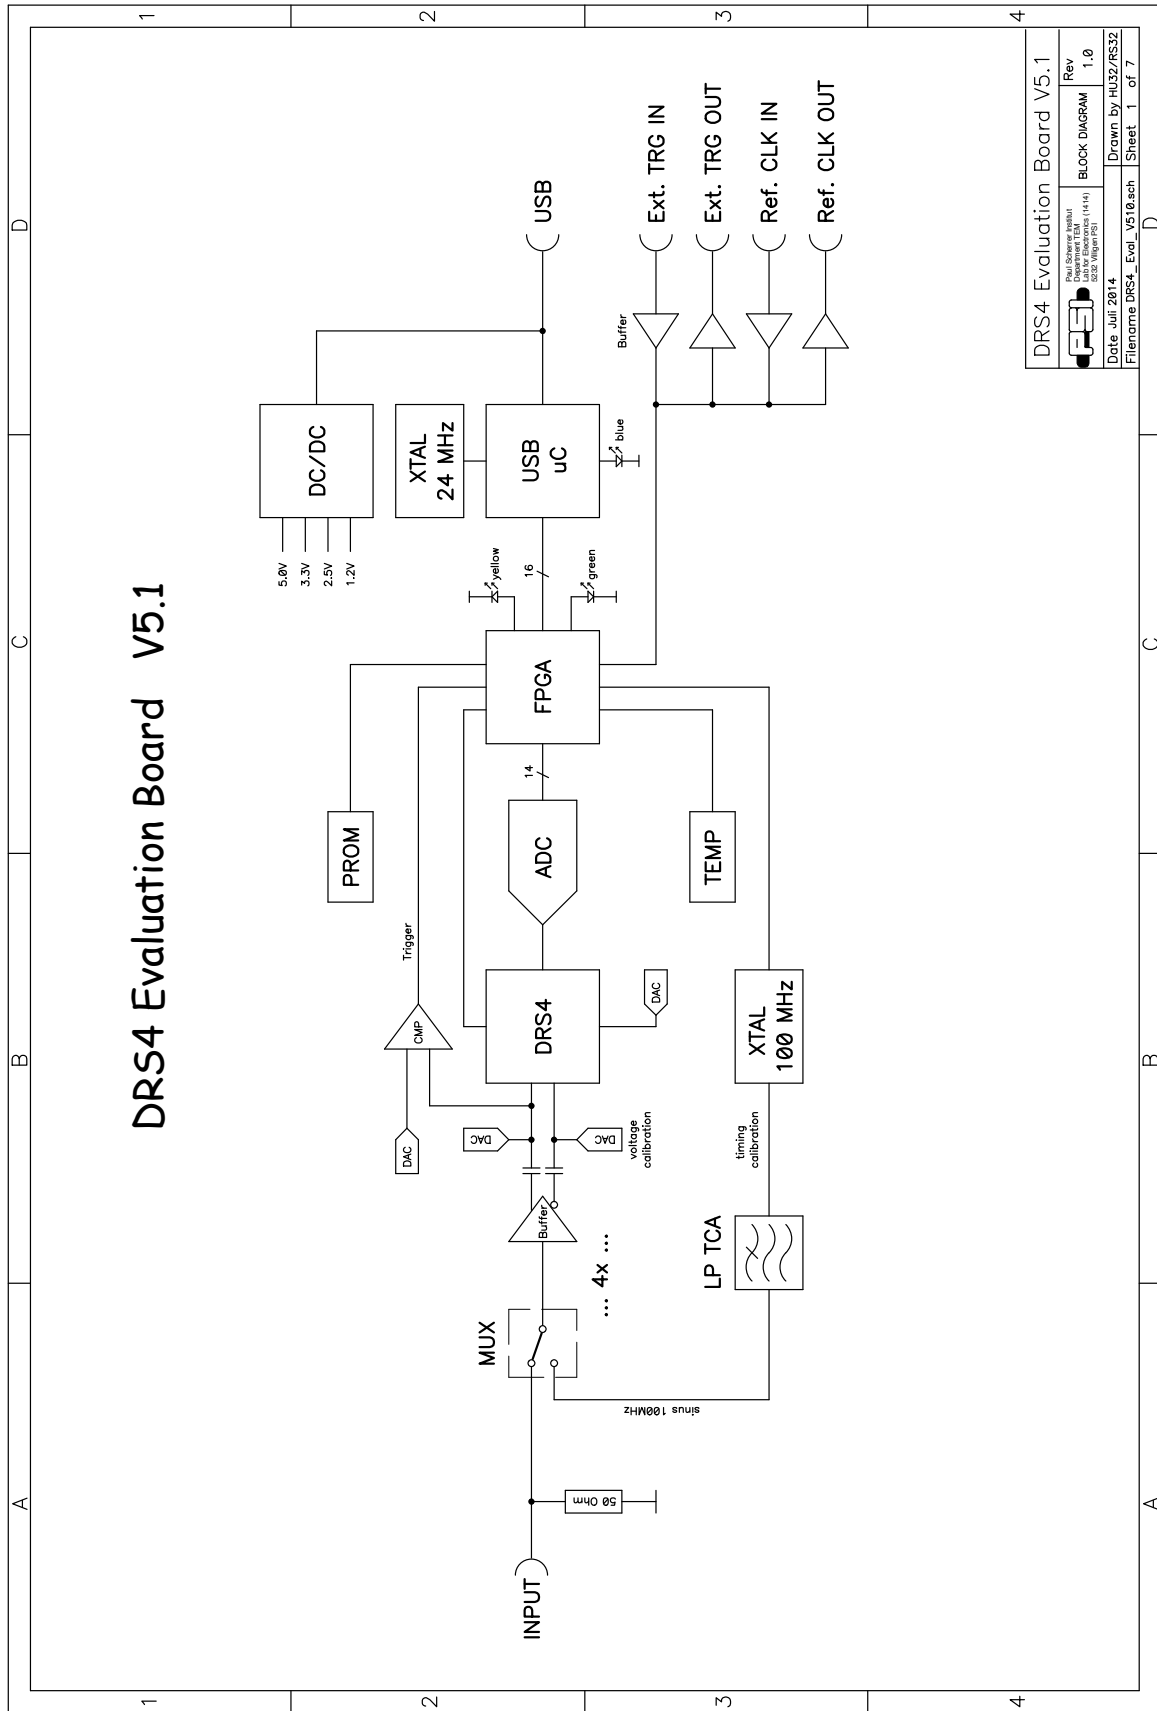 A
B
C
D
1
2
3
4
DRS4 Evaluation Board V5.1
5.0V
3.3V
2.5V
1.2V
DC/DC
PROM
XTAL
24 MHz
Trigger
DAC
CMP
DAC
yellow
INPUT
MUX
Buffer
DRS4
ADC
14
FPGA
16
USB
uC
USB
50 Ohm
... 4x ...
DAC
voltage
calibration
DAC
green
blue
Buffer
Ext. TRG IN
sinus 100MHz
LP TCA
timing
calibration
XTAL
100 MHz
TEMP
Ext. TRG OUT
Ref. CLK IN
Ref. CLK OUT
DRS4 Evaluation Board V5.1
Paul Scherrer Institut
Department TEM
Lab for Electronics (1414)
5232 Villigen PSI
BLOCK DIAGRAM
Rev
1.0
Date Juli 2014
Drawn by HU32/RS32
Filename DRS4_Eval_V510.sch
Sheet 1 of 7
1
2
3
4
A
B
C
D